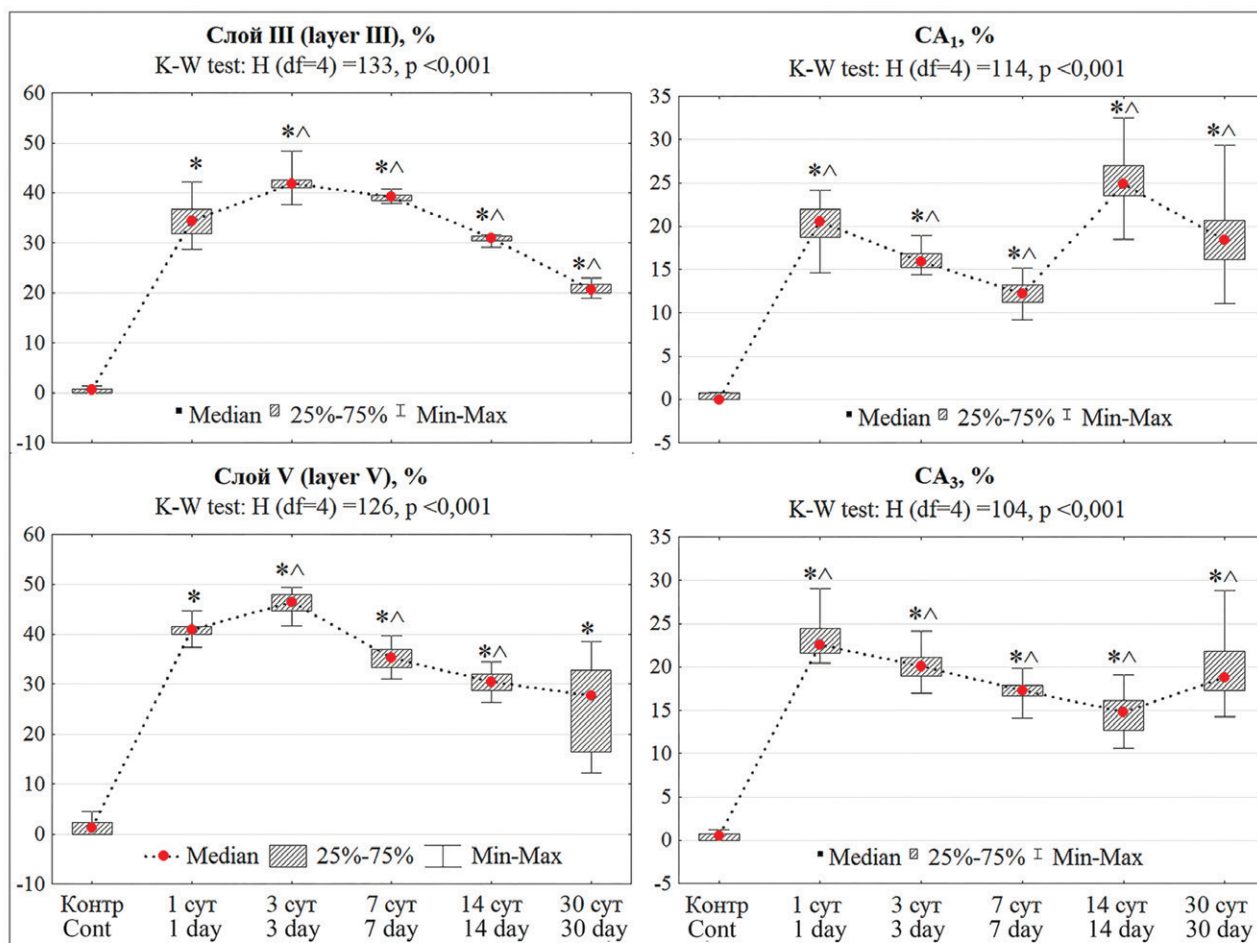 Слой III (layer III), %
K-W test: H (df=4) =133, p <0,001
60
50
40
30
20
10
0
-10
* *^ *^ *^ *^
Median 25%-75% Min-Max
CA₁, %
K-W test: H (df=4) =114, p <0,001
35
30
25
20
15
10
5
0
-5
*^ *^ *^ *^ *^
Median 25%-75% Min-Max
Слой V (layer V), %
K-W test: H (df=4) =126, p <0,001
60
50
40
30
20
10
0
-10
* *^ *^ *^ *
Median 25%-75% Min-Max
Контр 1 сут 3 сут 7 сут 14 сут 30 сут
Cont 1 day 3 day 7 day 14 day 30 day
CA₃, %
K-W test: H (df=4) =104, p <0,001
35
30
25
20
15
10
5
0
-5
*^ *^ *^ *^ *^
Median 25%-75% Min-Max
Контр 1 сут 3 сут 7 сут 14 сут 30 сут
Cont 1 day 3 day 7 day 14 day 30 day